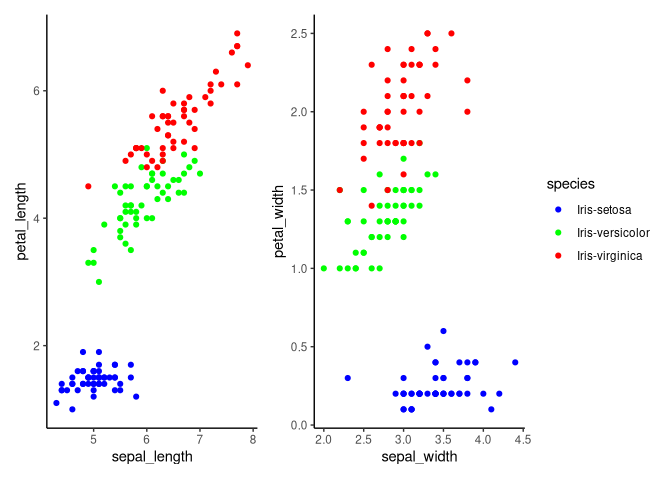 petal_length
6
4
2
5
6
7
8
sepal_length
petal_width
2.5
2.0
1.5
1.0
0.5
0.0
2.0
2.5
3.0
3.5
4.0
4.5
sepal_width
species
Iris-setosa
Iris-versicolor
Iris-virginica